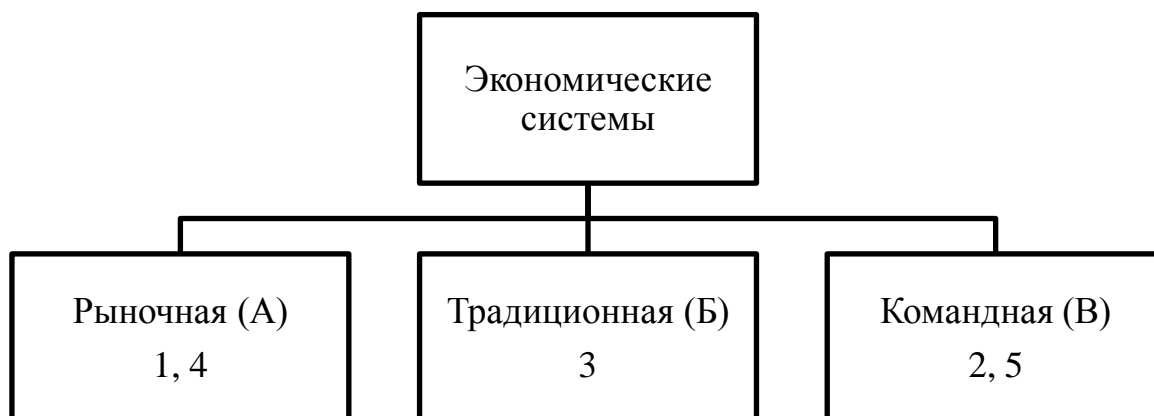 Экономические
системы
Рыночная (А)
1, 4
Традиционная (Б)
3
Командная (В)
2, 5